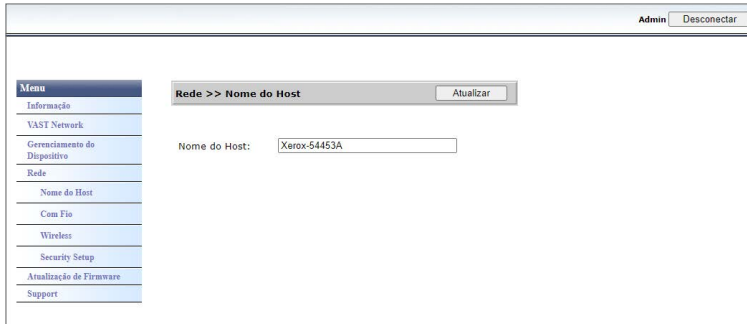 Admin Desconectar
Menu
Informação
VAST Network
Gerenciamento do
Dispositivo
Rede
Nome do Host
Com Fio
Wireless
Security Setup
Atualização de Firmware
Support
Rede >> Nome do Host Atualizar
Nome do Host: Xerox-54453A